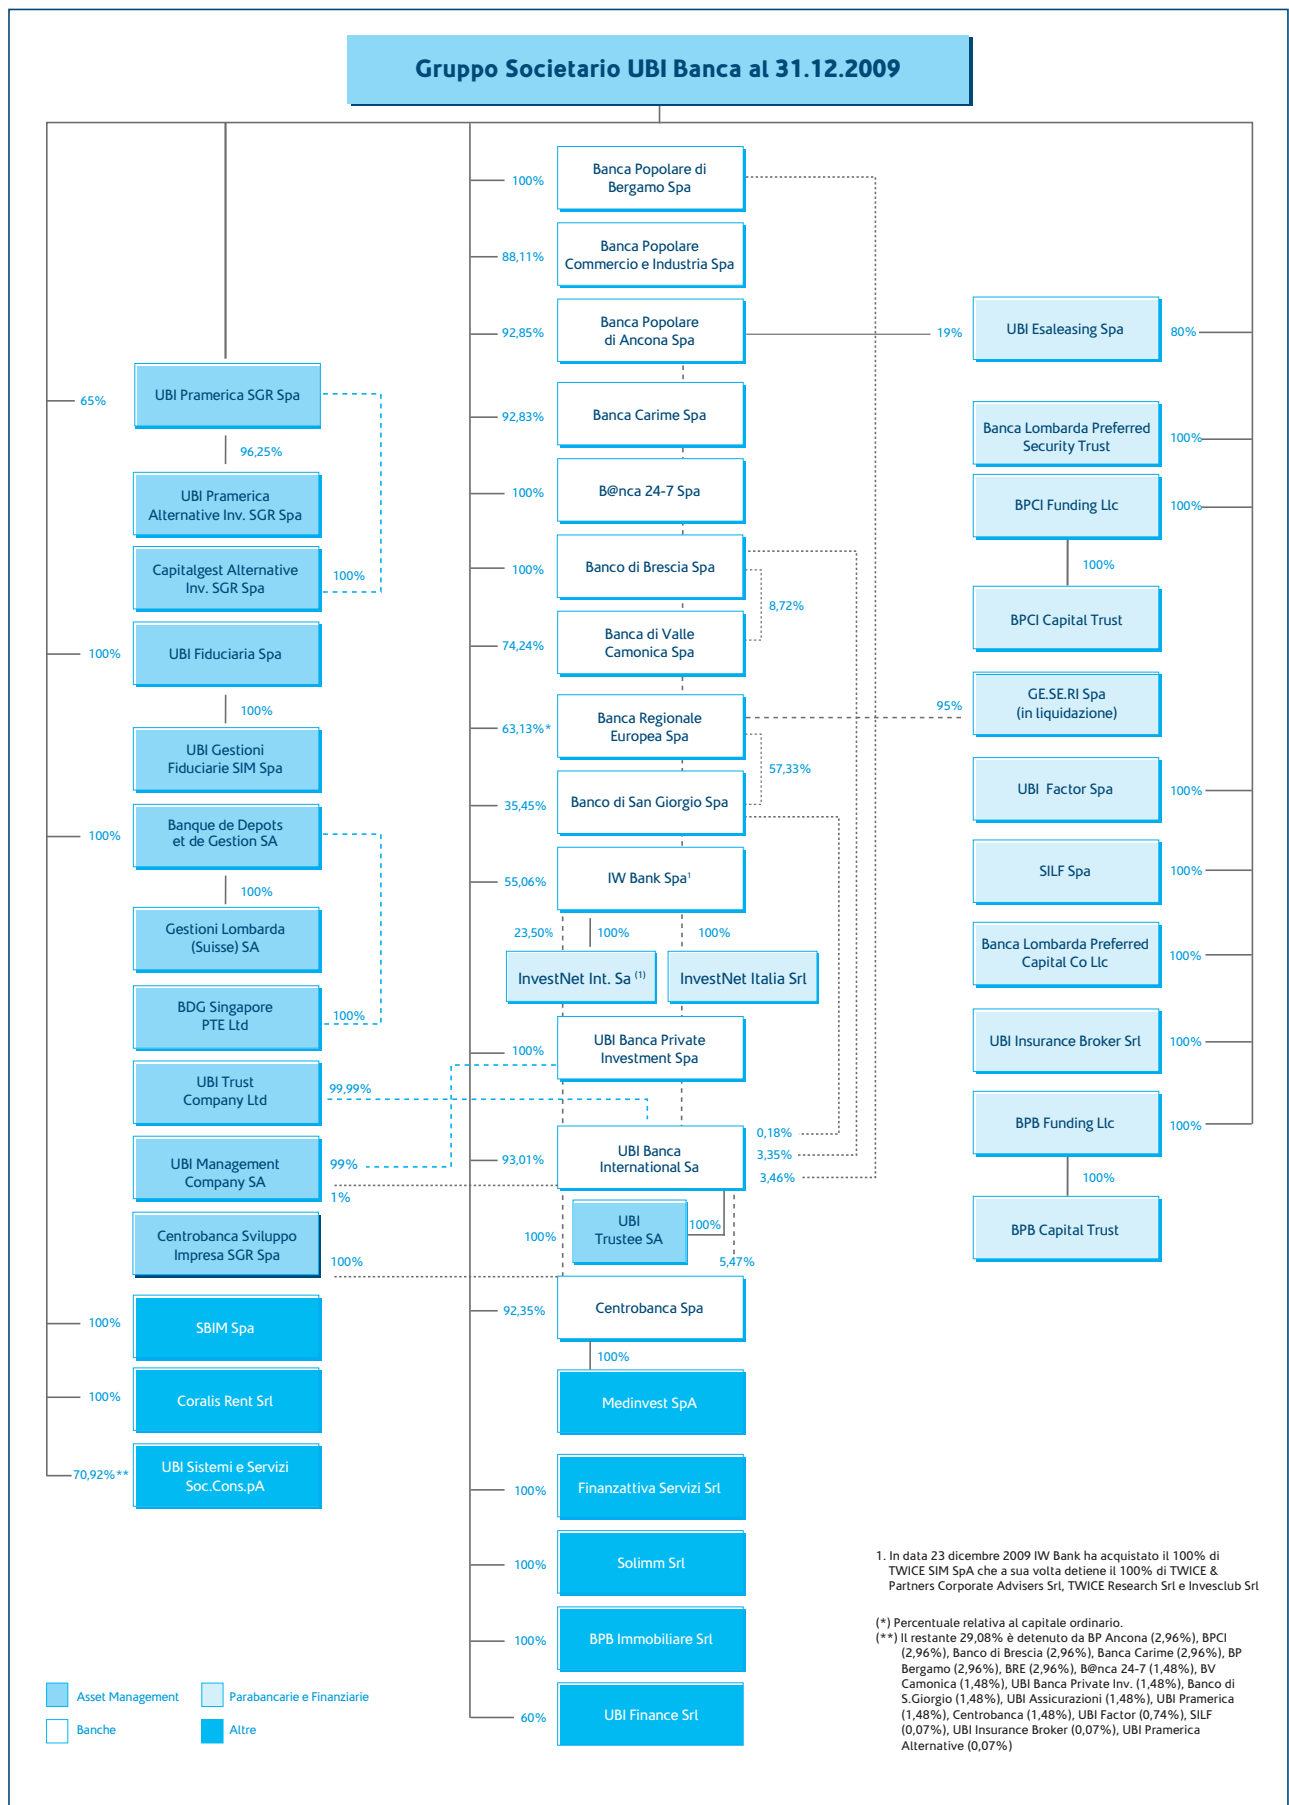 Gruppo Societario UBI Banca al 31.12.2009
65%
UBI Pramerica SGR Spa
96,25%
UBI Pramerica
Alternative Inv. SGR Spa
Capitalgest Alternative
Inv. SGR Spa
100%
100%
UBI Fiduciaria Spa
100%
UBI Gestioni
Fiduciarie SIM Spa
100%
Banque de Depots
et de Gestion SA
100%
Gestioni Lombarda
(Suisse) SA
BDG Singapore
PTE Ltd
100%
UBI Trust
Company Ltd
99,99%
UBI Management
Company SA
99%
1%
Centrobanca Sviluppo
Impresa SGR Spa
100%
100%
SBIM Spa
100%
Coralis Rent Srl
70,92%**
UBI Sistemi e Servizi
Soc.Cons.pA
100%
Banca Popolare di
Bergamo Spa
88,11%
Banca Popolare
Commercio e Industria Spa
92,85%
Banca Popolare
di Ancona Spa
92,83%
Banca Carime Spa
100%
B@nca 24-7 Spa
100%
Banco di Brescia Spa
8,72%
74,24%
Banca di Valle
Camonica Spa
63,13%*
Banca Regionale
Europea Spa
57,33%
35,45%
Banco di San Giorgio Spa
55,06%
IW Bank Spa¹
23,50%
100%
100%
InvestNet Int. Sa (1)
InvestNet Italia Srl
100%
UBI Banca Private
Investment Spa
93,01%
UBI Banca
International Sa
0,18%
3,35%
3,46%
100%
UBI
Trustee SA
100%
5,47%
92,35%
Centrobanca Spa
100%
Medinvest SpA
100%
Finanzattiva Servizi Srl
100%
Solimm Srl
100%
BPB Immobiliare Srl
60%
UBI Finance Srl
19%
UBI Esaleasing Spa
80%
Banca Lombarda Preferred
Security Trust
100%
BPCI Funding Llc
100%
100%
BPCI Capital Trust
95%
GE.SE.RI Spa
(in liquidazione)
UBI Factor Spa
100%
SILF Spa
100%
Banca Lombarda Preferred
Capital Co Llc
100%
UBI Insurance Broker Srl
100%
BPB Funding Llc
100%
100%
BPB Capital Trust
1. In data 23 dicembre 2009 IW Bank ha acquistato il 100% di
TWICE SIM SpA che a sua volta detiene il 100% di TWICE &
Partners Corporate Advisers Srl, TWICE Research Srl e Invesclub Srl
(*) Percentuale relativa al capitale ordinario.
(**) Il restante 29,08% è detenuto da BP Ancona (2,96%), BPCI
(2,96%), Banco di Brescia (2,96%), Banca Carime (2,96%), BP
Bergamo (2,96%), BRE (2,96%), B@nca 24-7 (1,48%), BV
Camonica (1,48%), UBI Banca Private Inv. (1,48%), Banco di
S.Giorgio (1,48%), UBI Assicurazioni (1,48%), UBI Pramerica
(1,48%), Centrobanca (1,48%), UBI Factor (0,74%), SILF
(0,07%), UBI Insurance Broker (0,07%), UBI Pramerica
Alternative (0,07%)
Asset Management
Parabancarie e Finanziarie
Banche
Altre